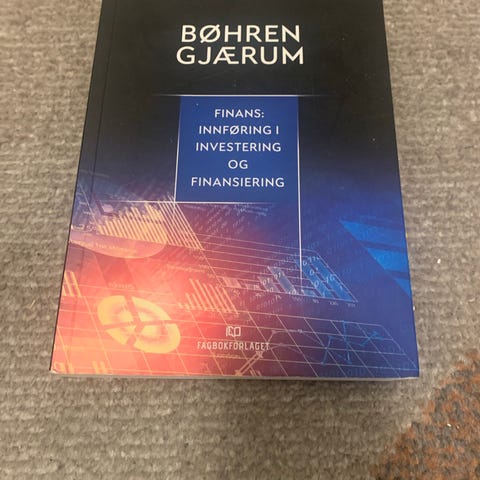 BØHREN
GJÆRUM
FINANS:
INNFØRING I
INVESTERING
OG
FINANSIERING
FAGBOKFORLAGET